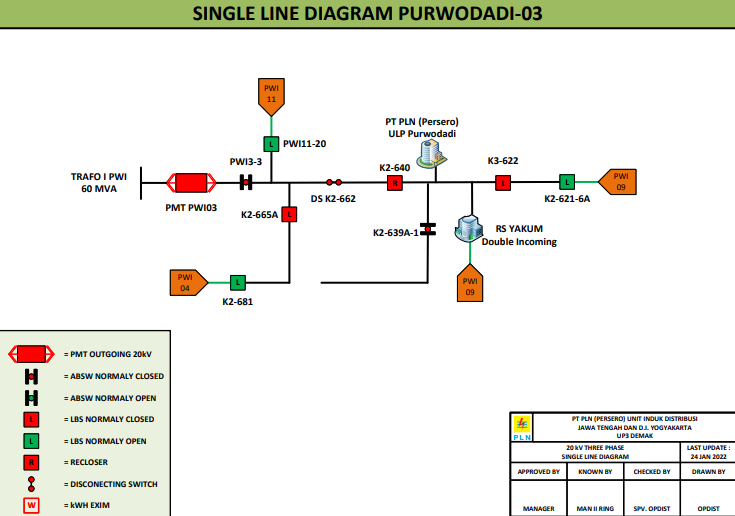 SINGLE LINE DIAGRAM PURWODADI-03
PWI
11
L
PWI11-20
PT PLN (Persero)
ULP Purwodadi
TRAFO I PWI
60 MVA
PMT PWI03
PWI3-3
DS K2-662
K2-640
R
K3-622
L
L
K2-621-6A
PWI
09
K2-665A
L
K2-639A-1
RS YAKUM
Double Incoming
PWI
04
L
K2-681
PWI
09
= PMT OUTGOING 20kV
= ABSW NORMALY CLOSED
= ABSW NORMALY OPEN
L = LBS NORMALY CLOSED
L = LBS NORMALY OPEN
R = RECLOSER
= DISCONECTING SWITCH
W = kWH EXIM
PLN
PT PLN (PERSERO) UNIT INDUK DISTRIBUSI
JAWA TENGAH DAN D.I. YOGYAKARTA
UP3 DEMAK
20 kV THREE PHASE
SINGLE LINE DIAGRAM
LAST UPDATE :
24 JAN 2022
APPROVED BY KNOWN BY CHECKED BY DRAWN BY
MANAGER MAN II RING SPV. OPDIST OPDIST